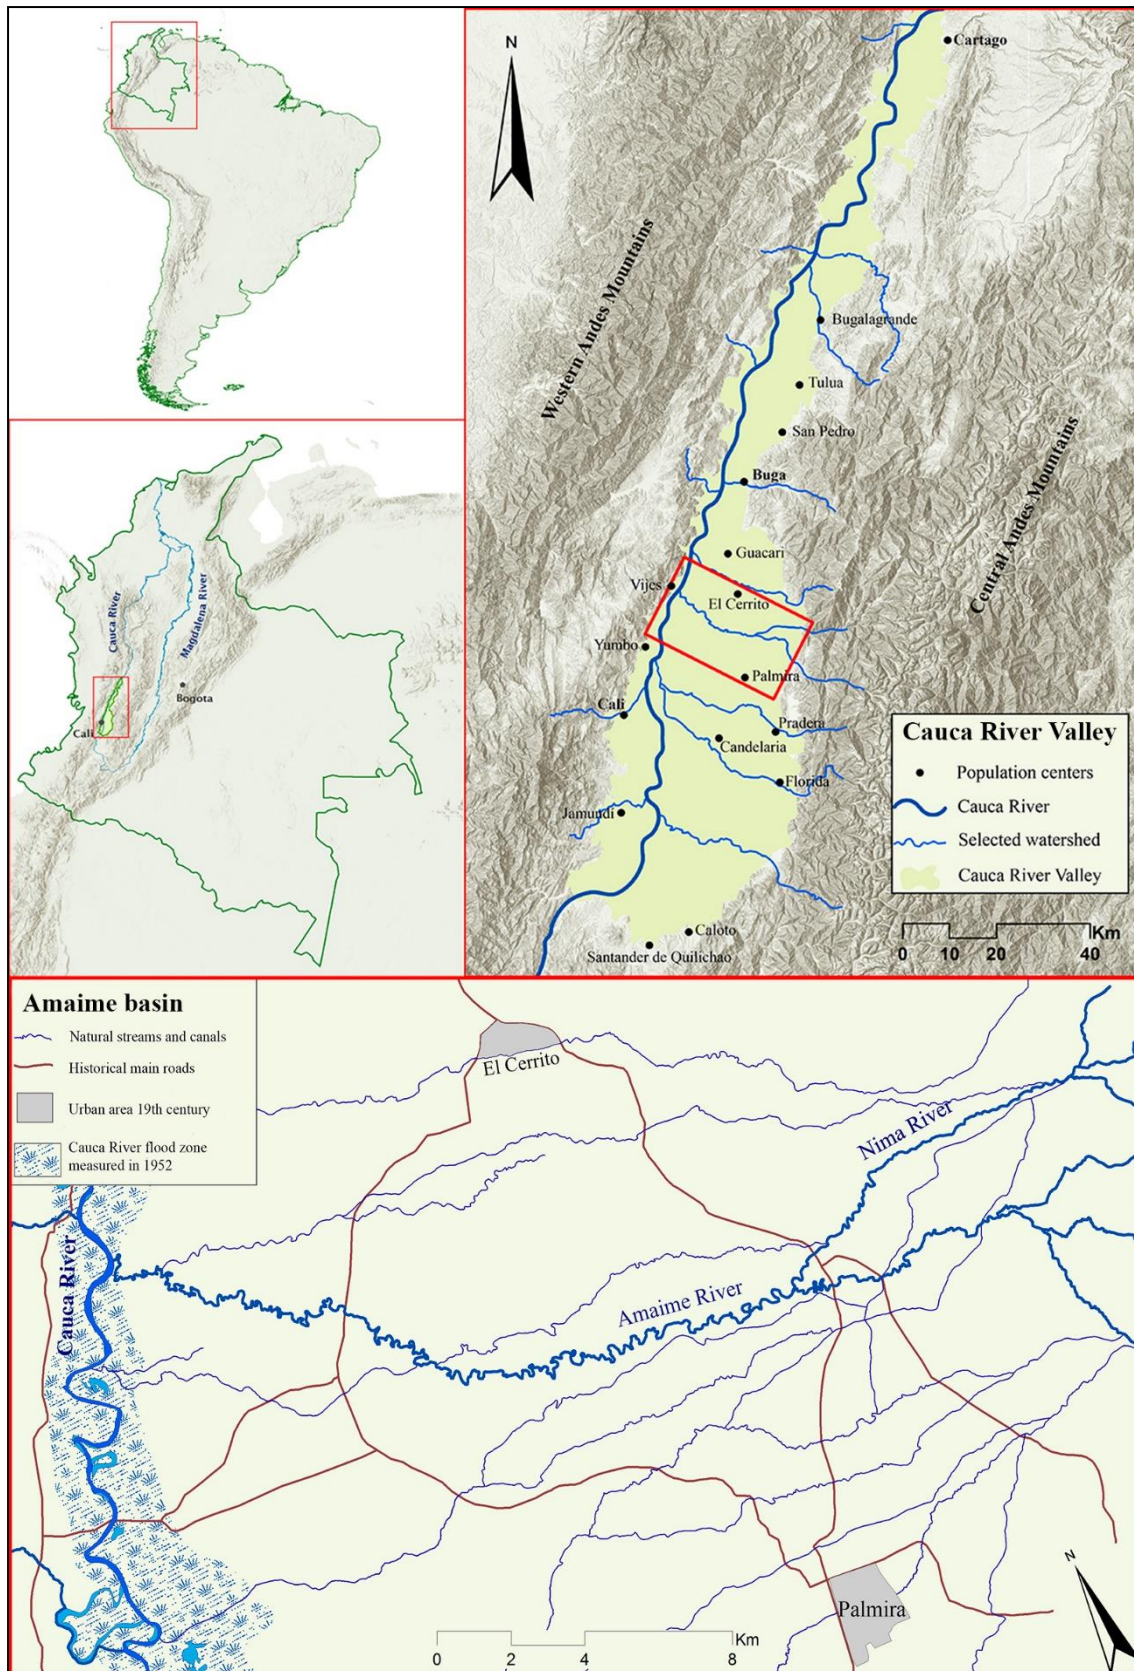 Cauca River
Magdalena River
Bogota
Cali
N
Cartago
Western Andes Mountains
Bugalagrande
Tulua
San Pedro
Buga
Central Andes Mountains
Guacari
Vijes
El Cerrito
Yumbo
Palmira
Cali
Pradera
Candelaria
Florida
Jamundí
Caloto
Santander de Quilichao
Cauca River Valley
Population centers
Cauca River
Selected watershed
Cauca River Valley
Km
0 20 40
Amaime basin
Natural streams and canals
Historical main roads
Urban area 19th century
Cauca River flood zone
measured in 1952
El Cerrito
Nima River
Cauca River
Amaime River
Palmira
N
Km
0 2 4 8